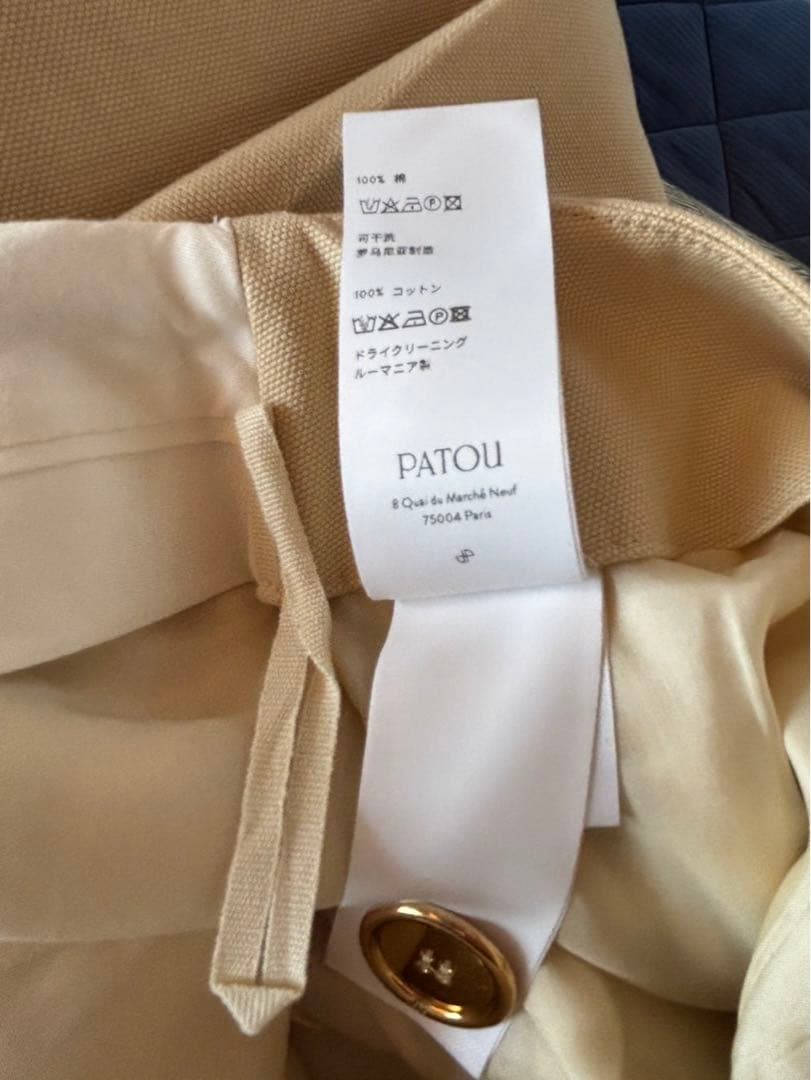 100% 棉
可干洗
罗马尼亚制造
100% コットン
ドライクリーニング
ルーマニア製
PATOU
8 Quai du Marché Neuf
75004 Paris